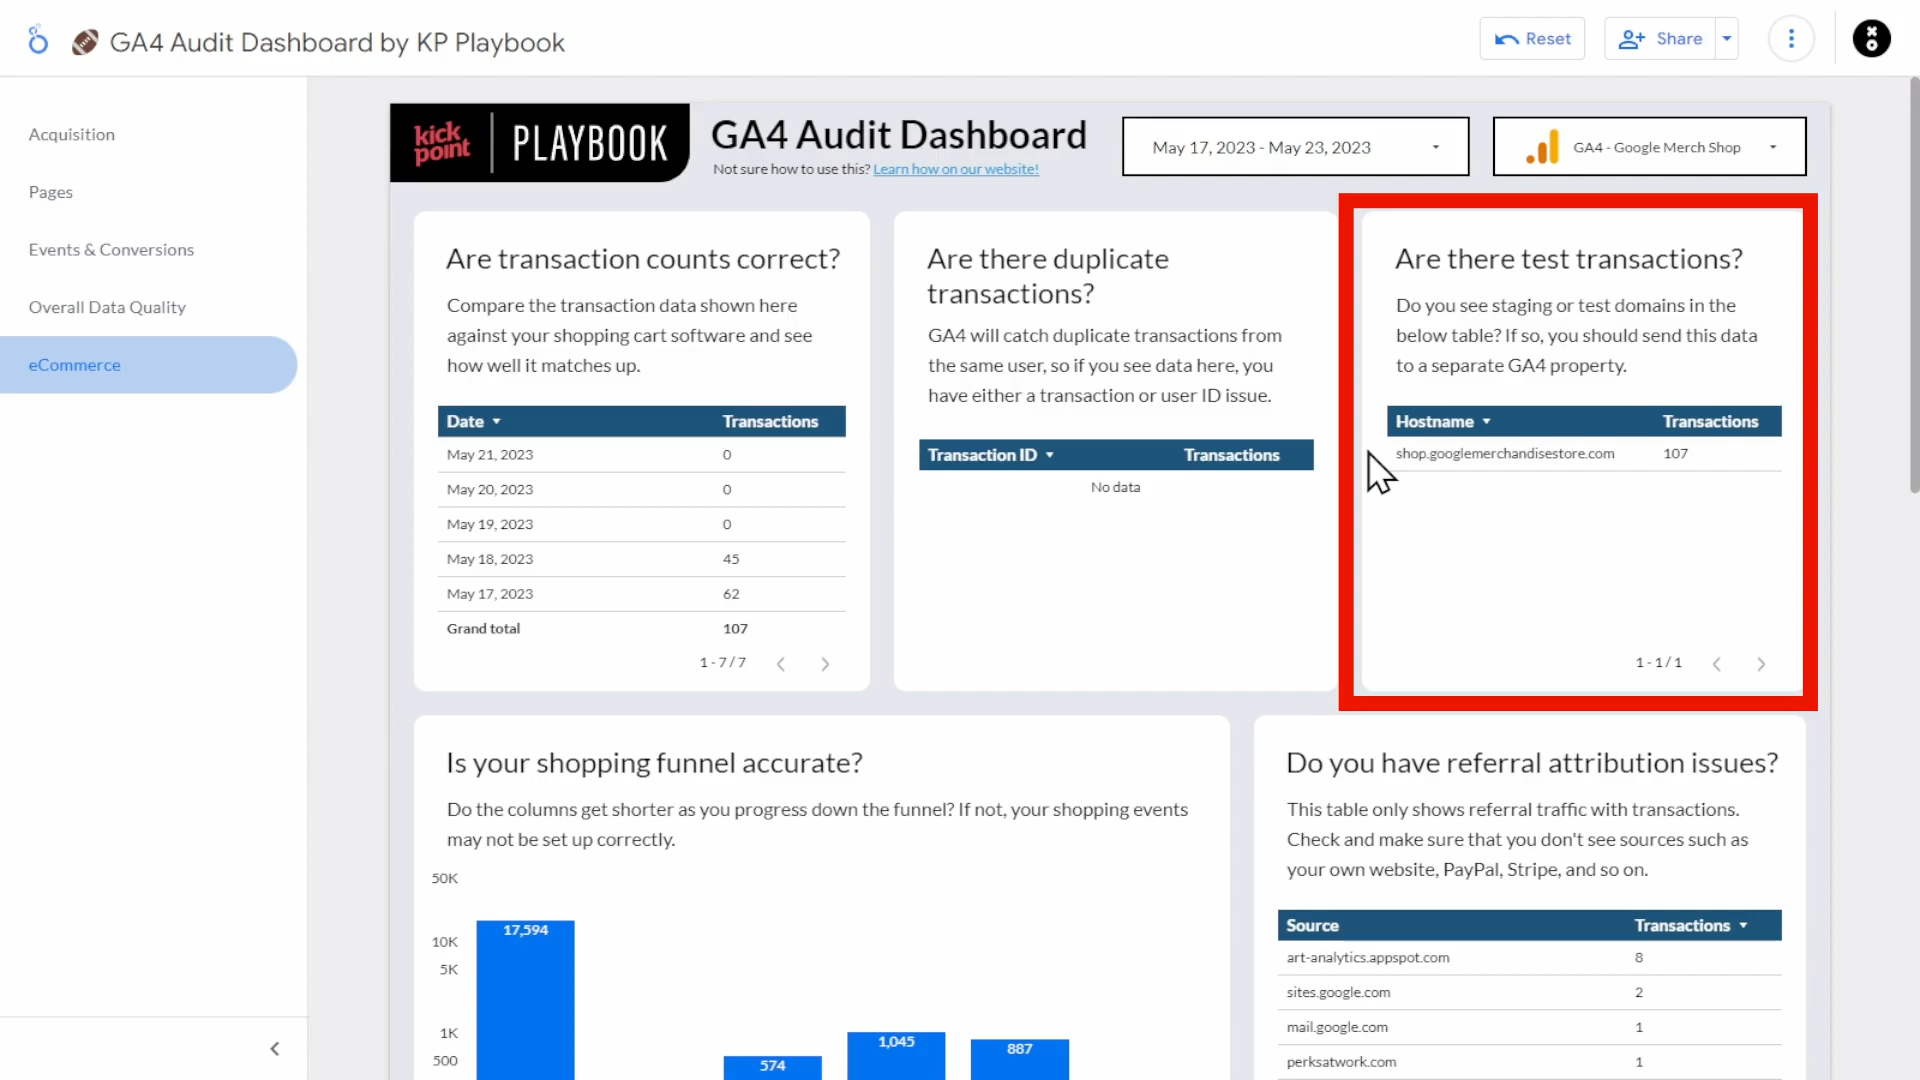 GA4 Audit Dashboard by KP Playbook
Reset
Share
Acquisition
Pages
Events & Conversions
Overall Data Quality
eCommerce
kick point
PLAYBOOK
GA4 Audit Dashboard
Not sure how to use this? Learn how on our website!
May 17, 2023 - May 23, 2023
GA4 - Google Merch Shop
Are transaction counts correct?
Compare the transaction data shown here
against your shopping cart software and see
how well it matches up.
Date Transactions
May 21, 2023 0
May 20, 2023 0
May 19, 2023 0
May 18, 2023 45
May 17, 2023 62
Grand total 107
1 - 7 / 7
Are there duplicate
transactions?
GA4 will catch duplicate transactions from
the same user, so if you see data here, you
have either a transaction or user ID issue.
Transaction ID Transactions
No data
Are there test transactions?
Do you see staging or test domains in the
below table? If so, you should send this data
to a separate GA4 property.
Hostname Transactions
shop.googlemerchandisestore.com 107
1 - 1 / 1
Is your shopping funnel accurate?
Do the columns get shorter as you progress down the funnel? If not, your shopping events
may not be set up correctly.
50K
10K
5K
1K
500
17,594
574
1,045
887
Do you have referral attribution issues?
This table only shows referral traffic with transactions.
Check and make sure that you don't see sources such as
your own website, PayPal, Stripe, and so on.
Source Transactions
art-analytics.appspot.com 8
sites.google.com 2
mail.google.com 1
perksatwork.com 1